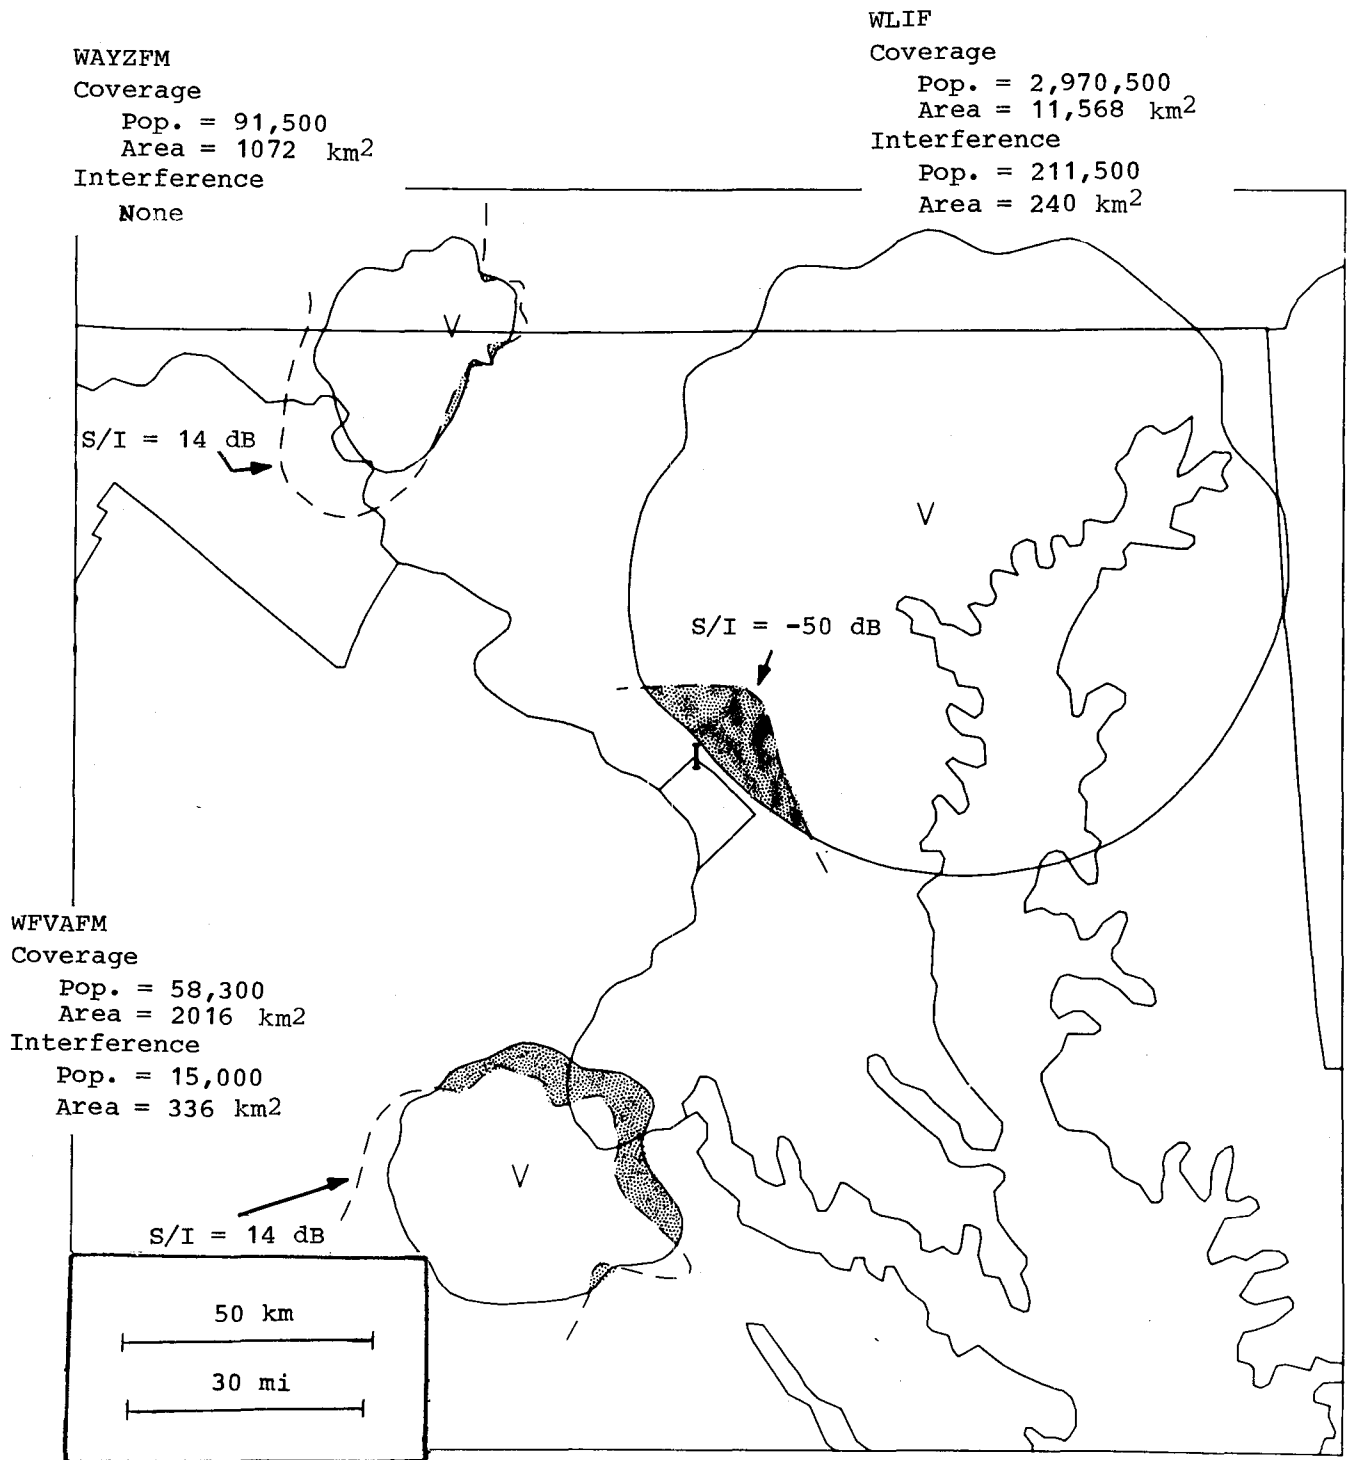 WAYZFM
Coverage
Pop. = 91,500
Area = 1072 km2
Interference
None
WLIF
Coverage
Pop. = 2,970,500
Area = 11,568 km2
Interference
Pop. = 211,500
Area = 240 km2
V
S/I = 14 dB
V
S/I = -50 dB
I
WFVAFM
Coverage
Pop. = 58,300
Area = 2016 km2
Interference
Pop. = 15,000
Area = 336 km2
V
S/I = 14 dB
50 km
30 mi